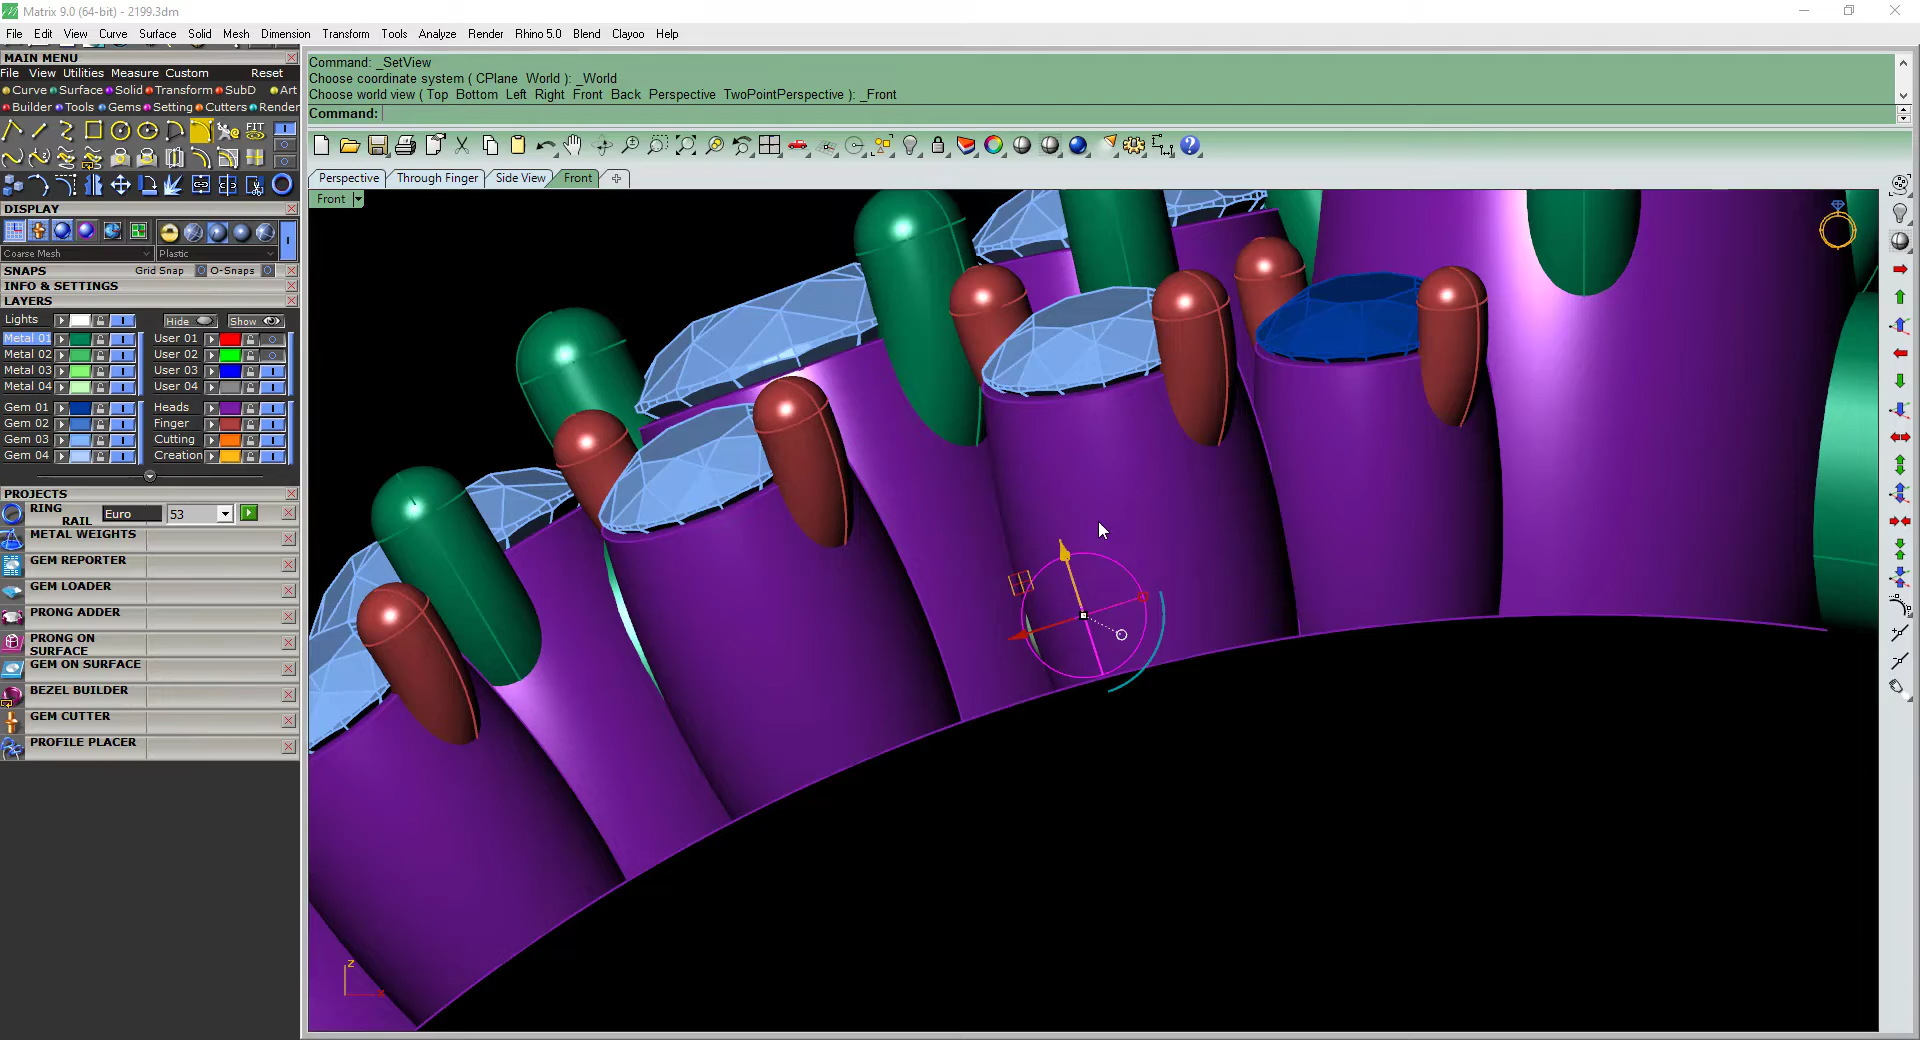 Matrix 9.0 (64-bit) - 2199.3dm
File Edit View Curve Surface Solid Mesh Dimension Transform Tools Analyze Render Rhino 5.0 Blend Clayoo Help
MAIN MENU
File View Utilities Measure Custom Reset
Curve Surface Solid Transform SubD Art
Builder Tools Gems Setting Cutters Render
FIT
DISPLAY
Coarse Mesh Plastic
SNAPS Grid Snap O-Snaps
INFO & SETTINGS
LAYERS
Lights Hide Show
Metal 01 User 01
Metal 02 User 02
Metal 03 User 03
Metal 04 User 04
Gem 01 Heads
Gem 02 Finger
Gem 03 Cutting
Gem 04 Creation
PROJECTS
RING RAIL Euro 53
METAL WEIGHTS
GEM REPORTER
GEM LOADER
PRONG ADDER
PRONG ON SURFACE
GEM ON SURFACE
BEZEL BUILDER
GEM CUTTER
PROFILE PLACER
Command: _SetView
Choose coordinate system ( CPlane World ): _World
Choose world view ( Top Bottom Left Right Front Back Perspective TwoPointPerspective ): _Front
Command:
Perspective Through Finger Side View Front
Front
z
x